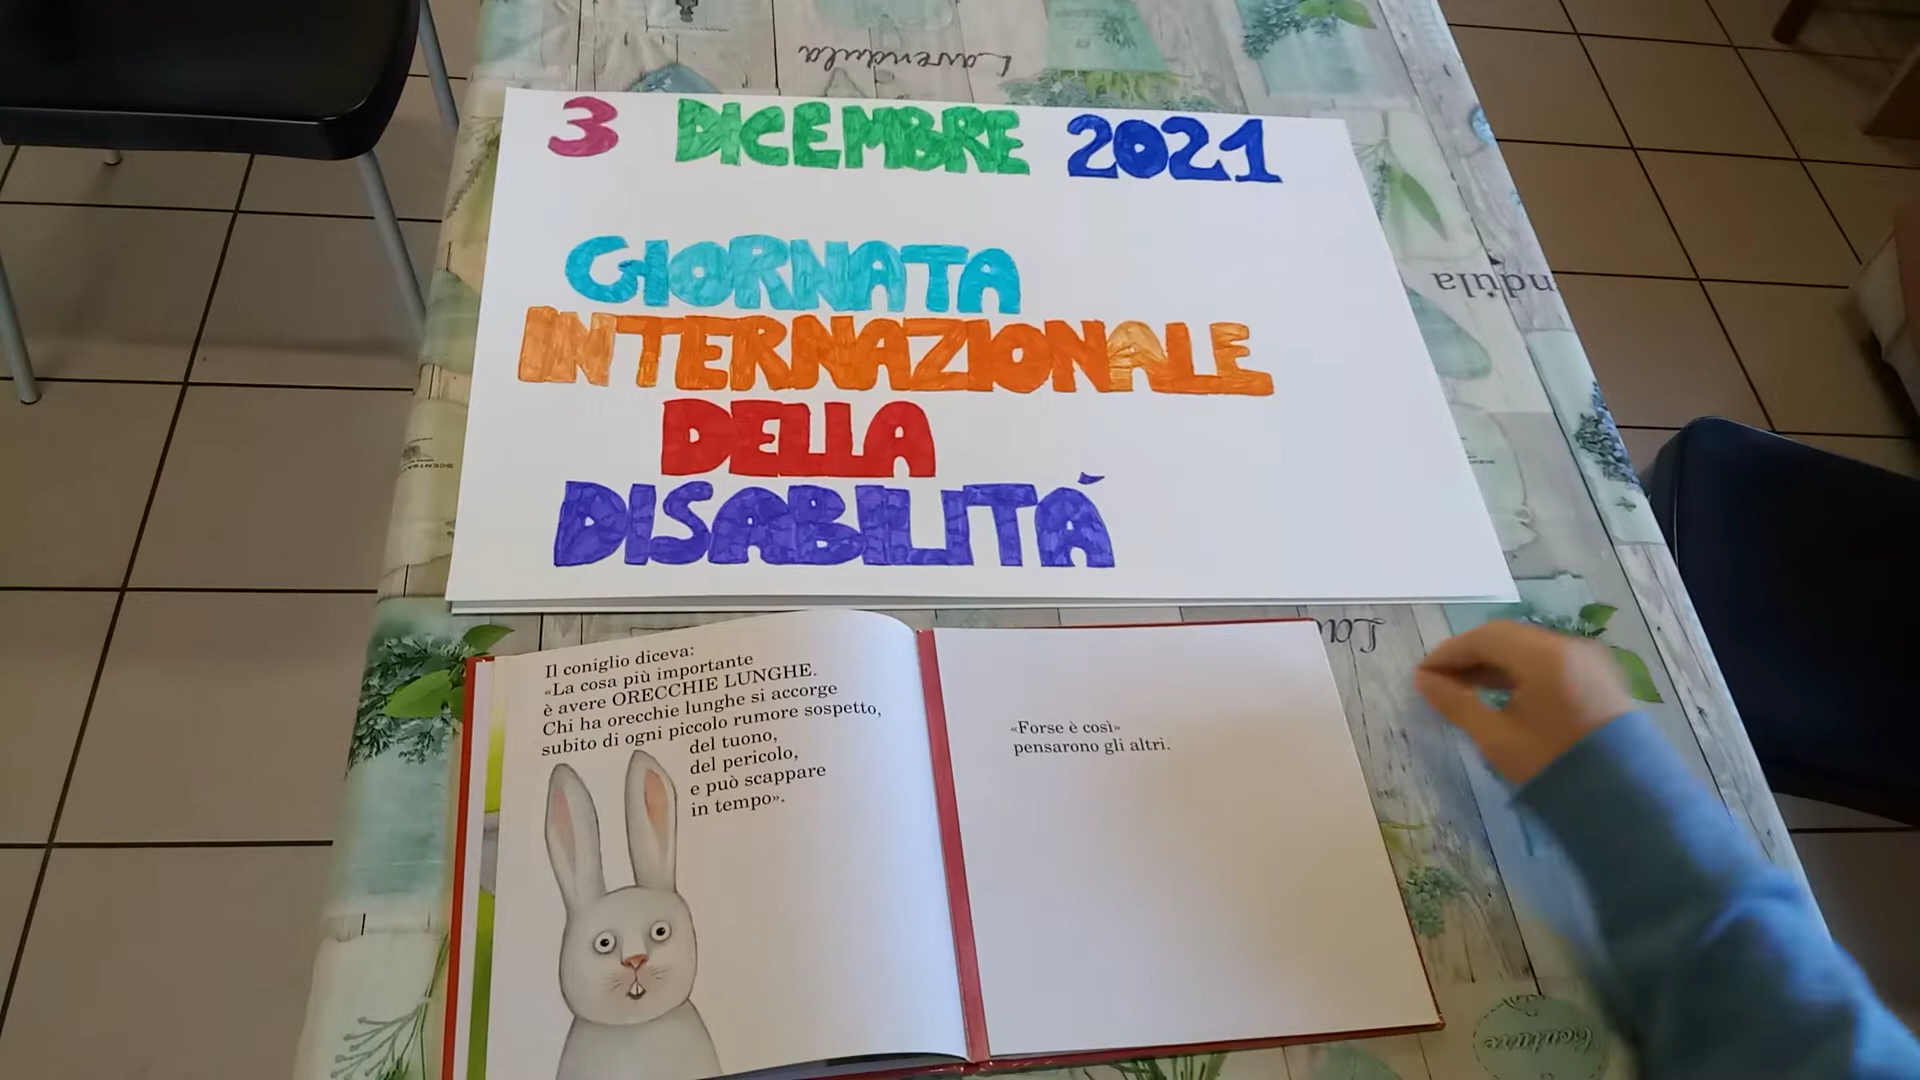 Lavendula
3 DICEMBRE 2021
GIORNATA
INTERNAZIONALE
DELLA
DISABILITÁ
Il coniglio diceva:
«La cosa più importante
è avere ORECCHIE LUNGHE.
Chi ha orecchie lunghe si accorge
subito di ogni piccolo rumore sospetto,
del tuono,
del pericolo,
e può scappare
in tempo».
«Forse è così»
pensarono gli altri.